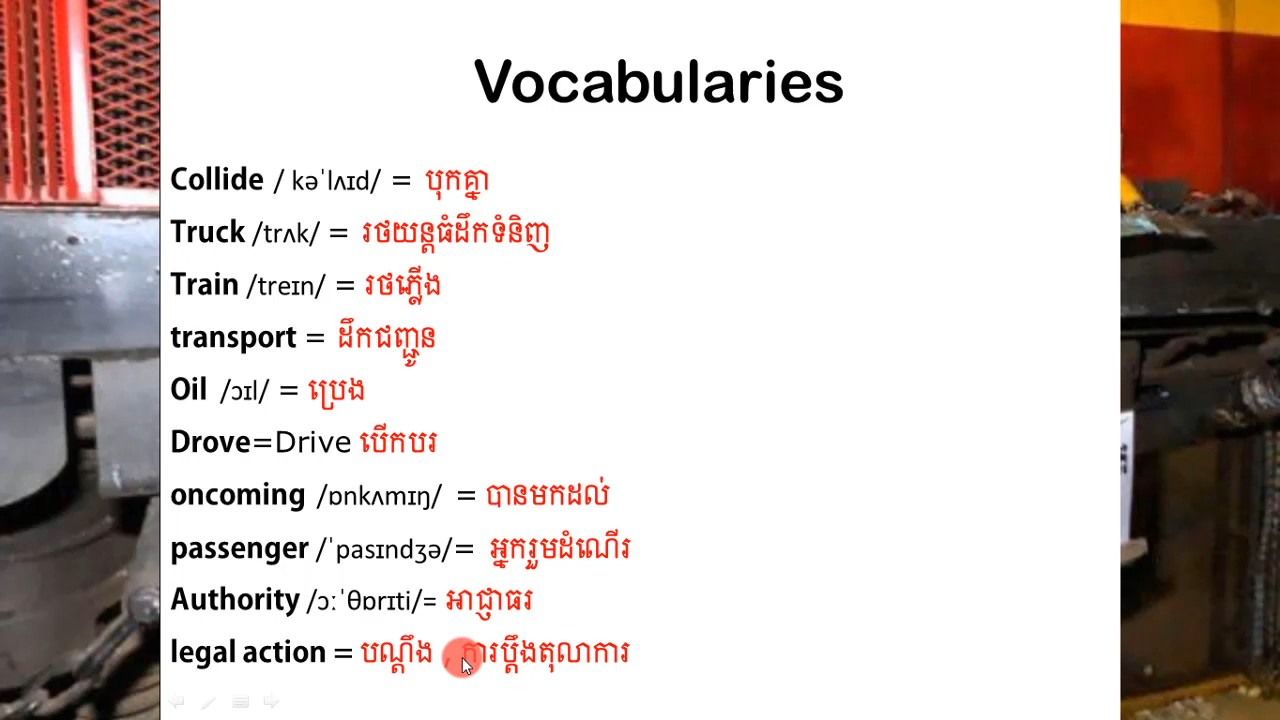 Vocabularies
Collide / kəˈlʌɪd/ = បុកគ្នា
Truck /trʌk/ = រថយន្តធំដឹកទំនិញ
Train /treɪn/ = រថភ្លើង
transport = ដឹកជញ្ជូន
Oil /ɔɪl/ = ប្រេង
Drove=Drive បើកបរ
oncoming /ɒnkʌmɪŋ/ = បានមកដល់
passenger /ˈpasɪndʒə/= អ្នករួមដំណើរ
Authority /ɔːˈθɒrɪti/= អាជ្ញាធរ
legal action = បណ្តឹង , ការប្តឹងតុលាការ